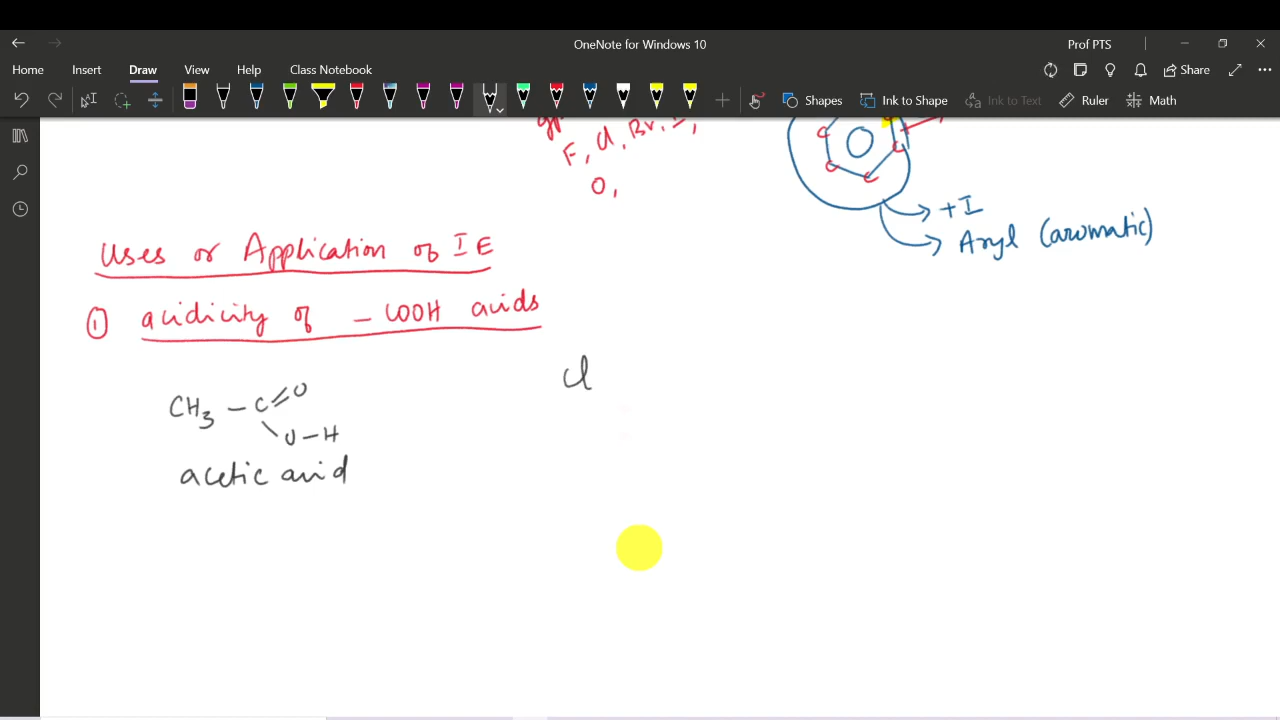 OneNote for Windows 10
Prof PTS
Home Insert Draw View Help Class Notebook
Share
Shapes Ink to Shape Ink to Text Ruler Math
F, Cl, Br, I,
O,
+I
Aryl (aromatic)
Uses or Application of IE
① acidicity of – COOH acids
Cl
CH3 – C = O
O – H
acetic acid